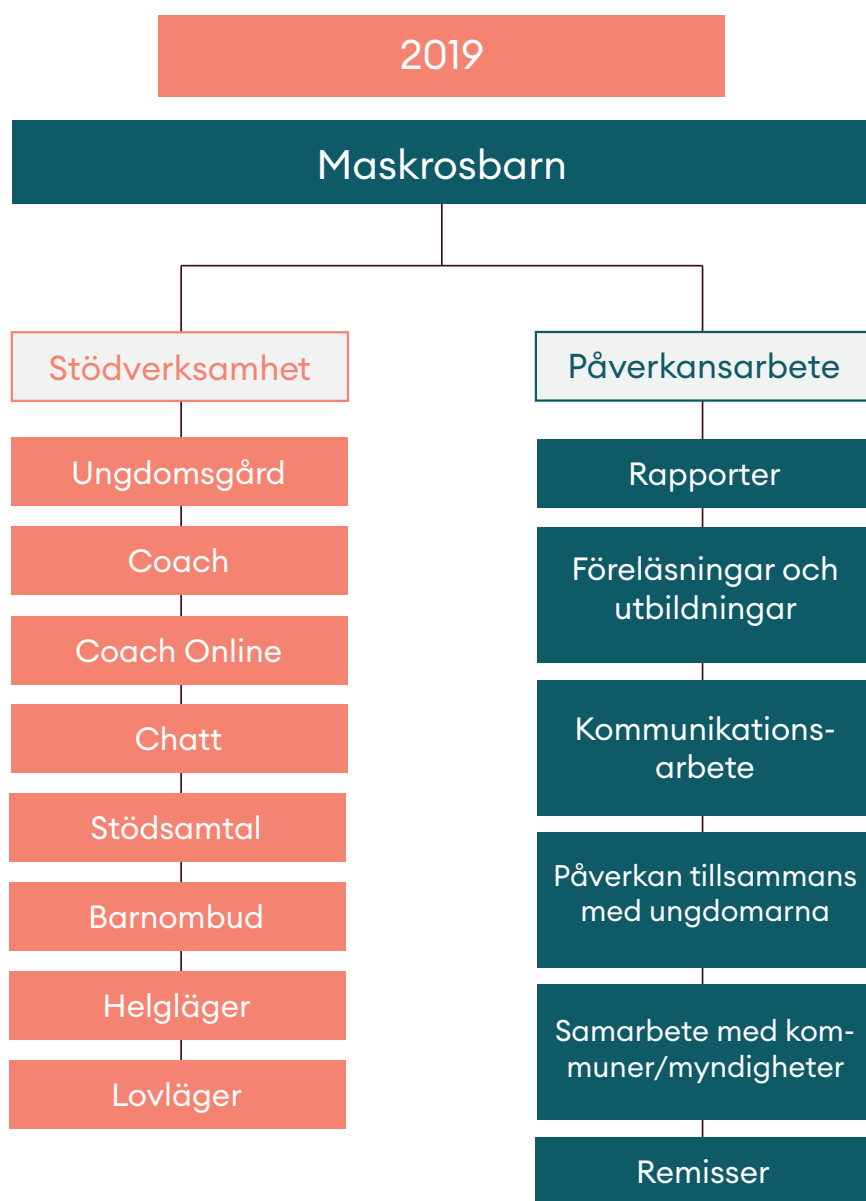 2019
Maskrosbarn
Stödverksamhet
Ungdomsgård
Coach
Coach Online
Chatt
Stödsamtal
Barnombud
Helgläger
Lovläger
Påverkansarbete
Rapporter
Föreläsningar och
utbildningar
Kommunikations-
arbete
Påverkan tillsammans
med ungdomarna
Samarbete med kom-
muner/myndigheter
Remisser